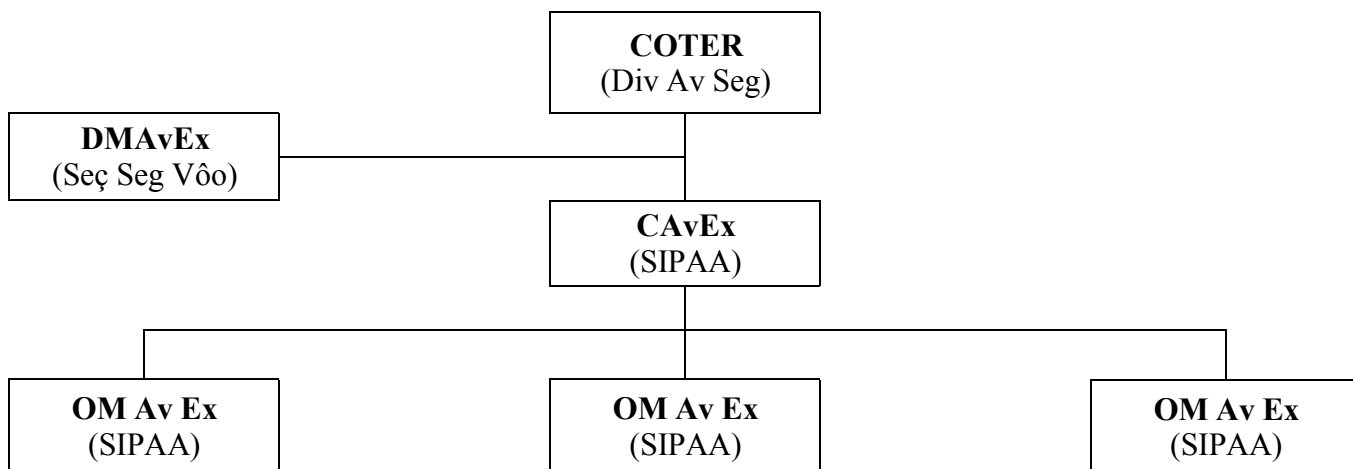 COTER
(Div Av Seg)
DMAvEx
(Seç Seg Vôo)
CAvEx
(SIPAA)
OM Av Ex
(SIPAA)
OM Av Ex
(SIPAA)
OM Av Ex
(SIPAA)